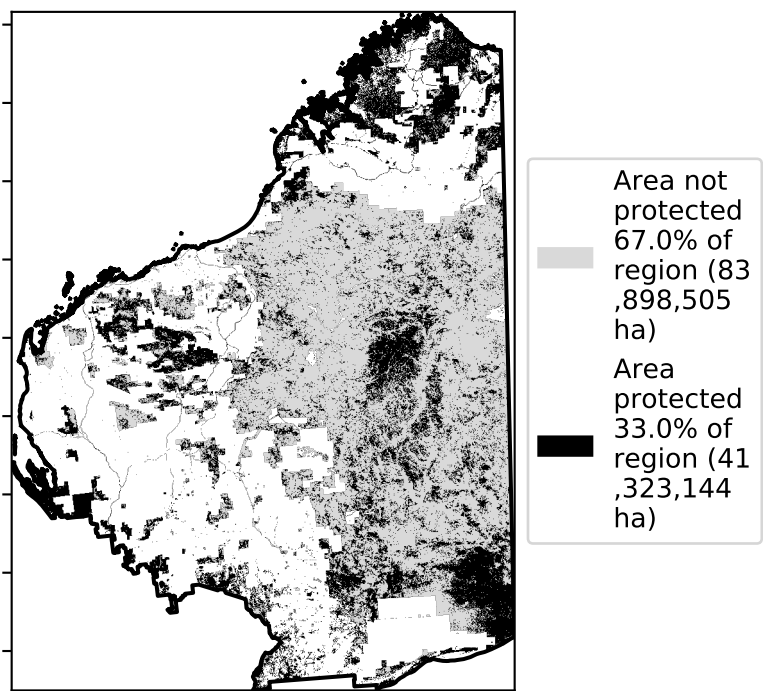 Area not
protected
67.0% of
region (83
,898,505
ha)
Area
protected
33.0% of
region (41
,323,144
ha)